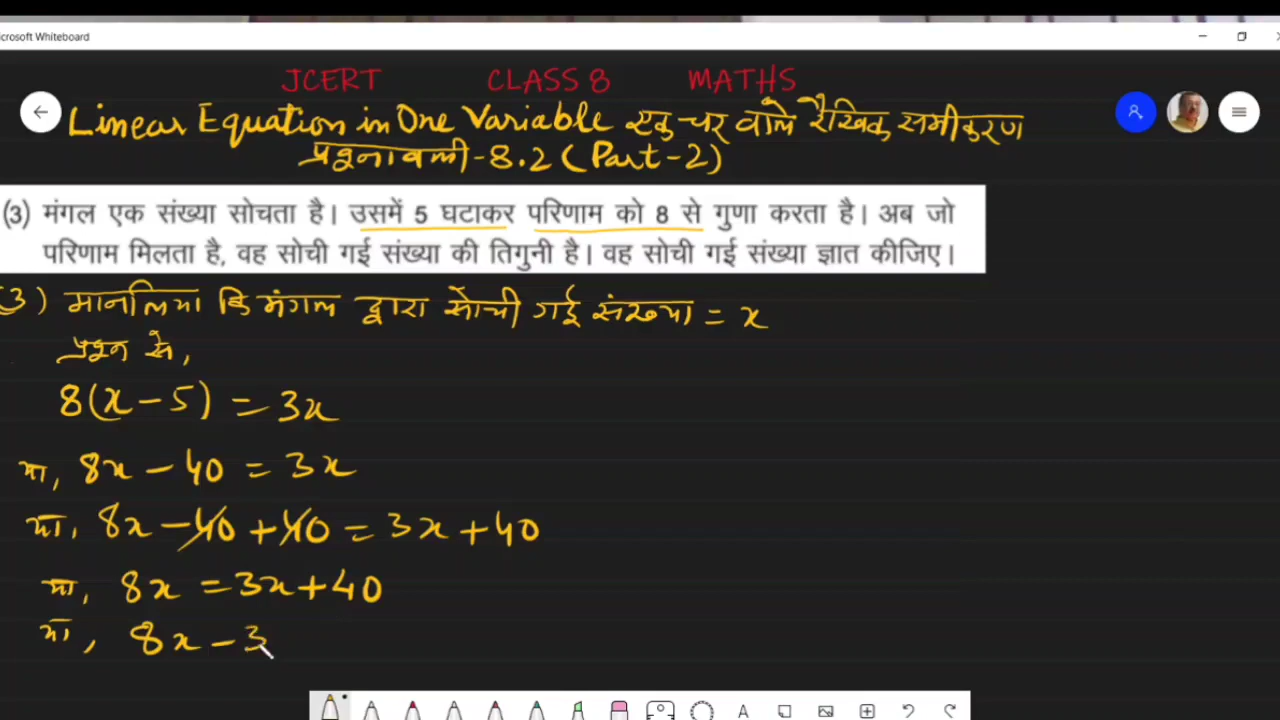 icrosoft Whiteboard
JCERT CLASS 8 MATHS
Linear Equation in One Variable एक चर वाले रैखिक समीकरण
प्रश्नावली-8.2 (Part-2)
(3) मंगल एक संख्या सोचता है। उसमें 5 घटाकर परिणाम को 8 से गुणा करता है। अब जो
परिणाम मिलता है, वह सोची गई संख्या की तिगुनी है। वह सोची गई संख्या ज्ञात कीजिए।
3) मानलिया कि मंगल द्वारा सोची गई संख्या = x
प्रश्न से,
8(x-5) = 3x
या, 8x - 40 = 3x
या, 8x - 40 + 40 = 3x + 40
या, 8x = 3x + 40
या, 8x - 3
A